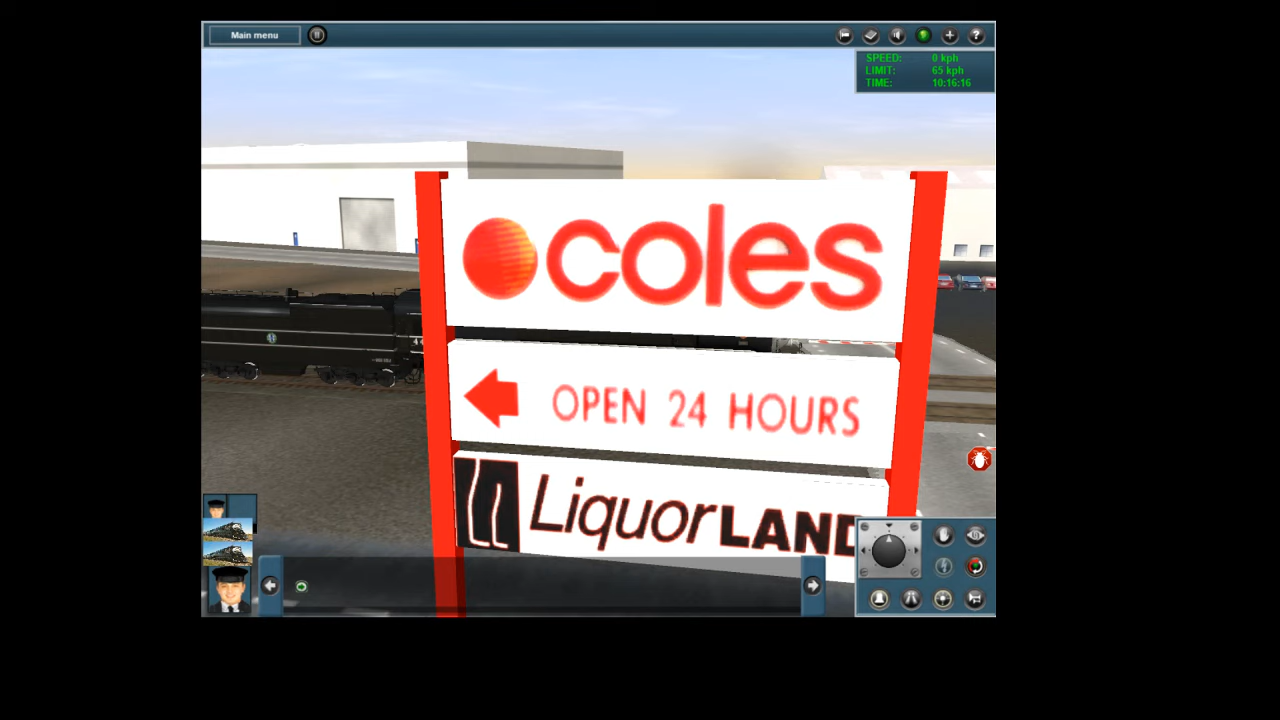 Main menu
SPEED: 0 kph
LIMIT: 65 kph
TIME: 10:16:16
coles
OPEN 24 HOURS
LIQUORLAND